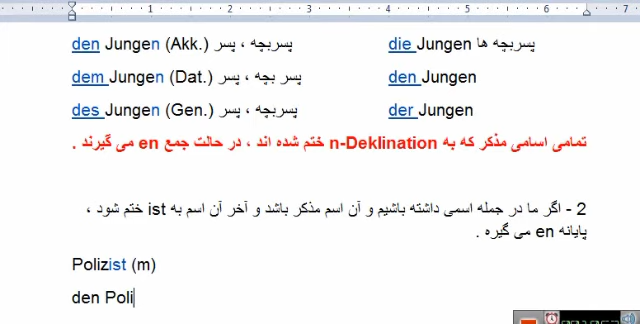 den Jungen (Akk.) پسربچه ، پسر die Jungen پسربچه ها
dem Jungen (Dat.) پسر بچه ، پسر den Jungen
des Jungen (Gen.) پسربچه ، پسر der Jungen
تمامی اسامی مذکر که به n-Deklination ختم شده اند ، در حالت جمع en می گیرند .
2 - اگر ما در جمله اسمی داشته باشیم و آن اسم مذکر باشد و آخر آن اسم به ist ختم شود ،
پایانه en می گیره .
Polizist (m)
den Poli